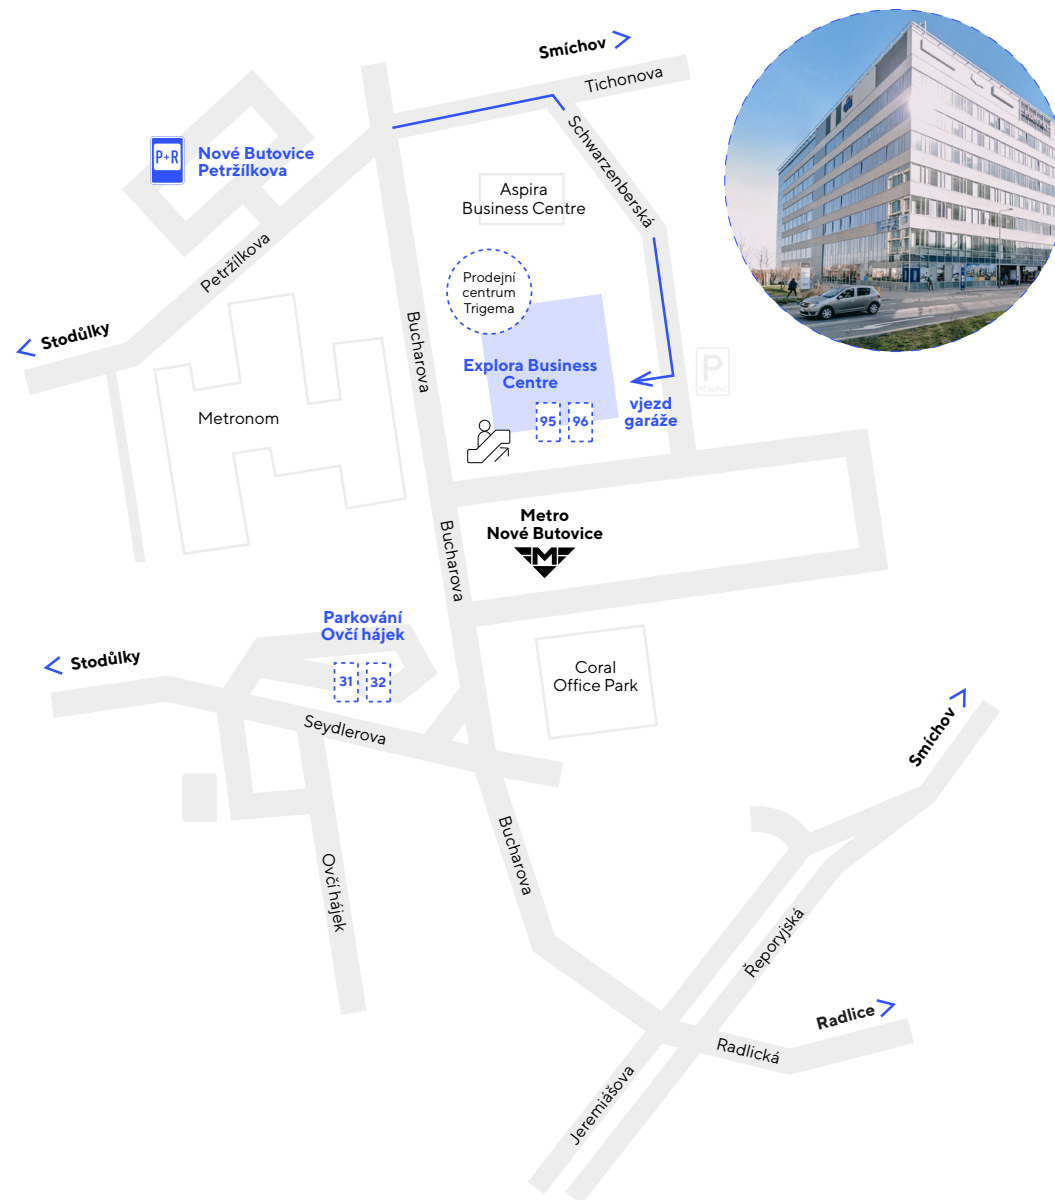 Smíchov
Tichonova
P+R
Nové Butovice
Petržílkova
Schwarzenberská
Aspira
Business Centre
Petržílkova
Prodejní
centrum
Trigema
Stodůlky
Bucharova
Explora Business
Centre
P
Metronom
95
96
vjezd
garáže
Metro
Nové Butovice
M
Bucharova
Parkování
Ovčí hájek
Stodůlky
31
32
Coral
Office Park
Seydlerova
Smíchov
Bucharova
Ovčí hájek
Řeporyjská
Radlice
Radlická
Jeremiášova